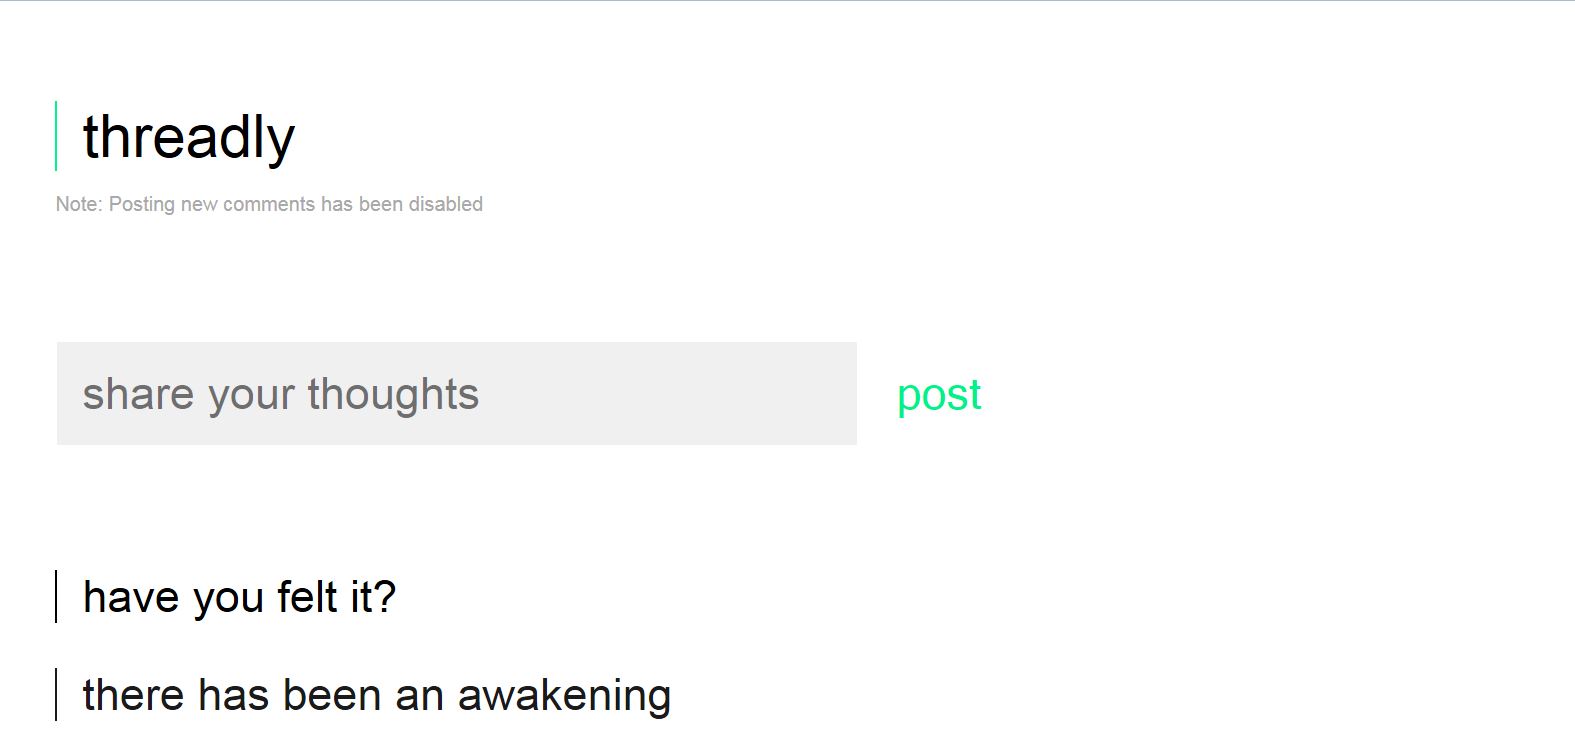 threadly
Note: Posting new comments has been disabled
share your thoughts
post
have you felt it?
there has been an awakening